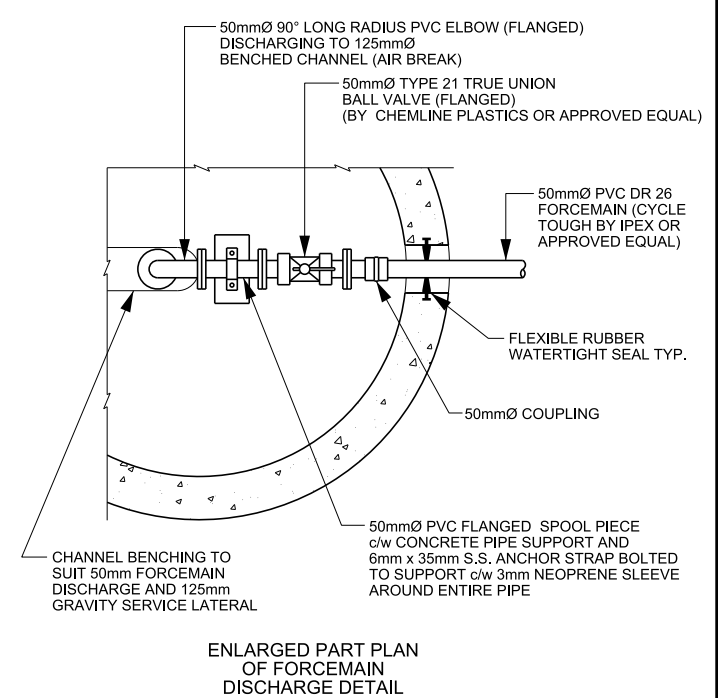 50mmØ 90° LONG RADIUS PVC ELBOW (FLANGED)
DISCHARGING TO 125mmØ
BENCHED CHANNEL (AIR BREAK)
50mmØ TYPE 21 TRUE UNION
BALL VALVE (FLANGED)
(BY CHEMLINE PLASTICS OR APPROVED EQUAL)
50mmØ PVC DR 26
FORCEMAIN (CYCLE
TOUGH BY IPEX OR
APPROVED EQUAL)
FLEXIBLE RUBBER
WATERTIGHT SEAL TYP.
50mmØ COUPLING
50mmØ PVC FLANGED SPOOL PIECE
c/w CONCRETE PIPE SUPPORT AND
6mm x 35mm S.S. ANCHOR STRAP BOLTED
TO SUPPORT c/w 3mm NEOPRENE SLEEVE
AROUND ENTIRE PIPE
CHANNEL BENCHING TO
SUIT 50mm FORCEMAIN
DISCHARGE AND 125mm
GRAVITY SERVICE LATERAL
ENLARGED PART PLAN
OF FORCEMAIN
DISCHARGE DETAIL